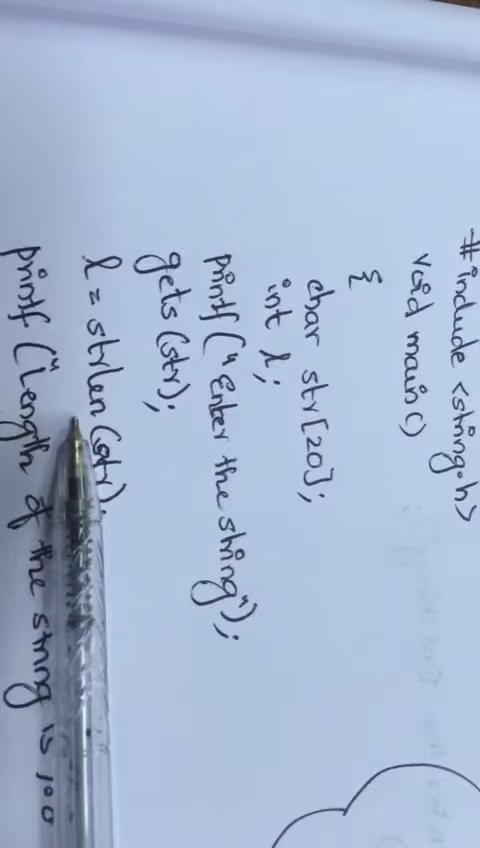 #include <string.h>
void main()
{
char str[20];
int l;
printf("Enter the string");
gets(str);
l = strlen(str);
printf("Length of the string is %d